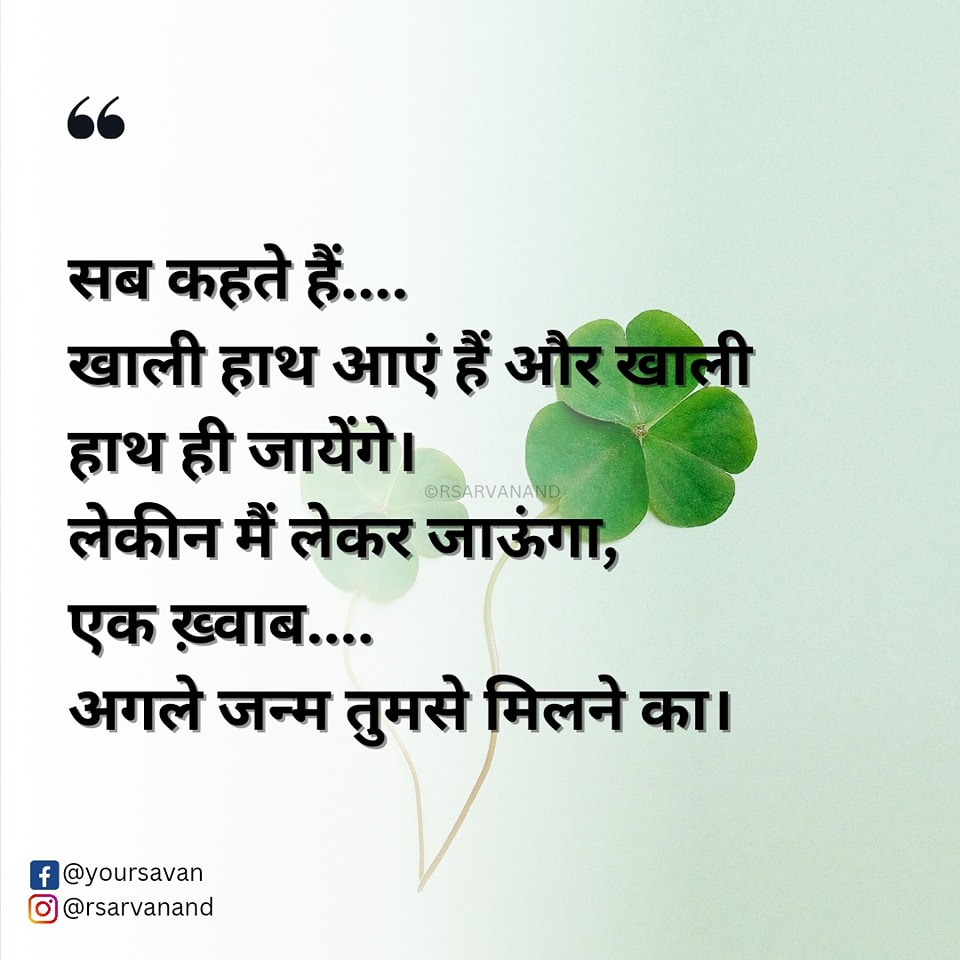 ❝
सब कहते हैं....
खाली हाथ आएं हैं और खाली
हाथ ही जायेंगे।
©RSARVANAND
लेकीन मैं लेकर जाऊंगा,
एक ख़्वाब....
अगले जन्म तुमसे मिलने का।
@yoursavan
@rsarvanand